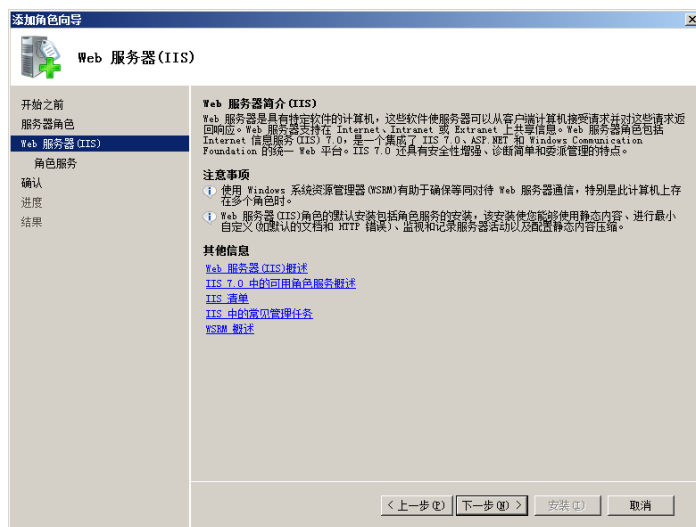 添加角色向导
Web 服务器(IIS)
开始之前
服务器角色
Web 服务器(IIS)
角色服务
确认
进度
结果
Web 服务器简介(IIS)
Web 服务器是具有特定软件的计算机，这些软件使服务器可以从客户端计算机接受请求并对这些请求返
回响应。Web 服务器支持在 Internet、Intranet 或 Extranet 上共享信息。Web 服务器角色包括
Internet 信息服务(IIS) 7.0，是一个集成了 IIS 7.0、ASP.NET 和 Windows Communication
Foundation 的统一 Web 平台。IIS 7.0 还具有安全性增强、诊断简单和委派管理的特点。
注意事项
使用 Windows 系统资源管理器(WSRM)有助于确保等同对待 Web 服务器通信，特别是此计算机上存
在多个角色时。
Web 服务器(IIS)角色的默认安装包括角色服务的安装，该安装使您能够使用静态内容、进行最小
自定义(如默认的文档和 HTTP 错误)、监视和记录服务器活动以及配置静态内容压缩。
其他信息
Web 服务器(IIS)概述
IIS 7.0 中的可用角色服务概述
IIS 清单
IIS 中的常见管理任务
WSRM 概述
< 上一步(P) 下一步(N) > 安装(I) 取消